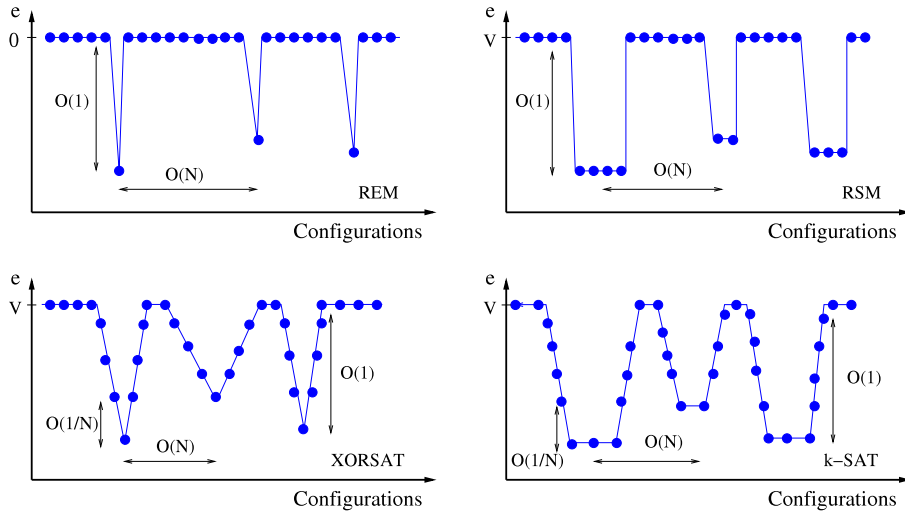 e
0
O(1)
O(N)
REM
Configurations
e
V
O(1)
O(N)
RSM
Configurations
e
V
O(1/N)
O(N)
O(1)
XORSAT
Configurations
e
V
O(1/N)
O(N)
O(1)
k−SAT
Configurations